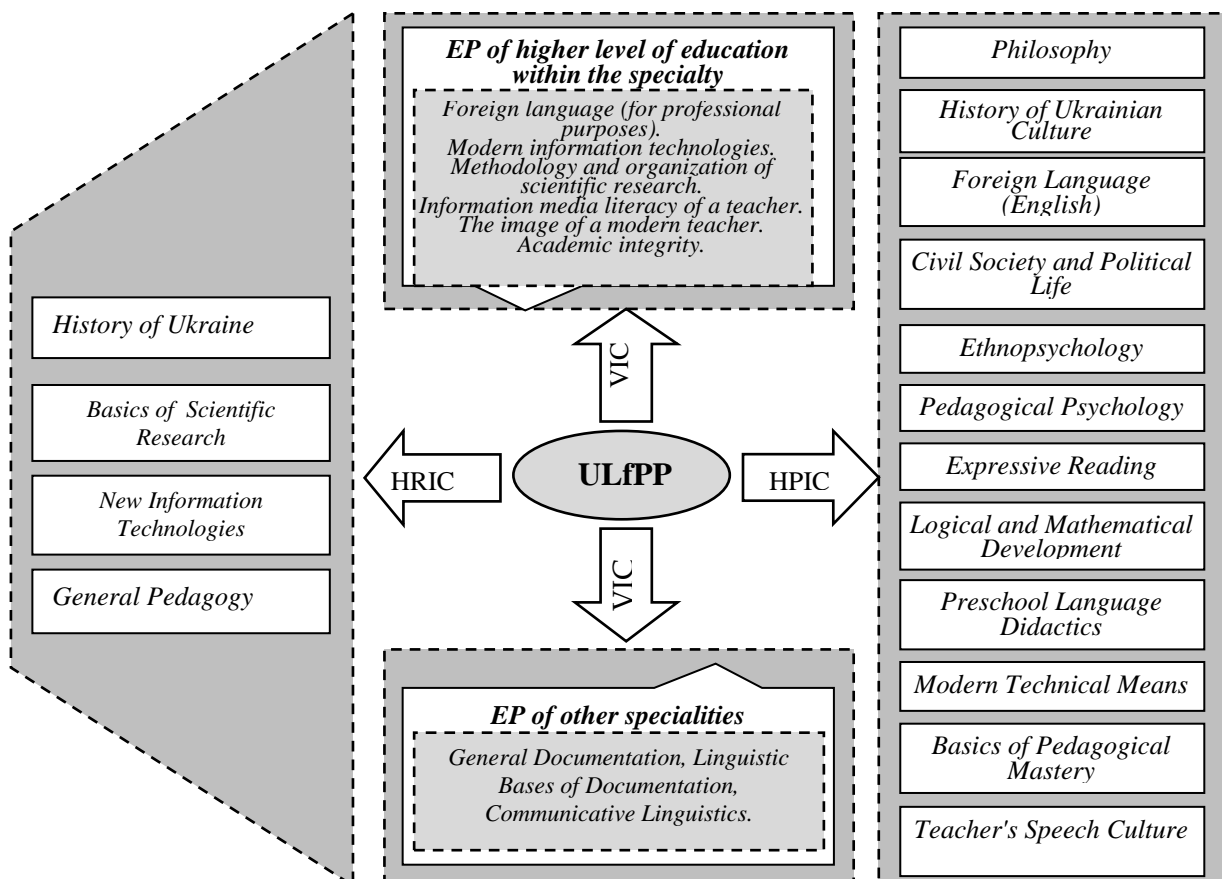 EP of higher level of education
within the specialty
Foreign language (for professional
purposes).
Modern information technologies.
Methodology and organization of
scientific research.
Information media literacy of a teacher.
The image of a modern teacher.
Academic integrity.
History of Ukraine
Basics of Scientific
Research
New Information
Technologies
General Pedagogy
VIC
HRIC
ULfPP
HPIC
VIC
EP of other specialities
General Documentation, Linguistic
Bases of Documentation,
Communicative Linguistics.
Philosophy
History of Ukrainian
Culture
Foreign Language
(English)
Civil Society and Political
Life
Ethnopsychology
Pedagogical Psychology
Expressive Reading
Logical and Mathematical
Development
Preschool Language
Didactics
Modern Technical Means
Basics of Pedagogical
Mastery
Teacher's Speech Culture